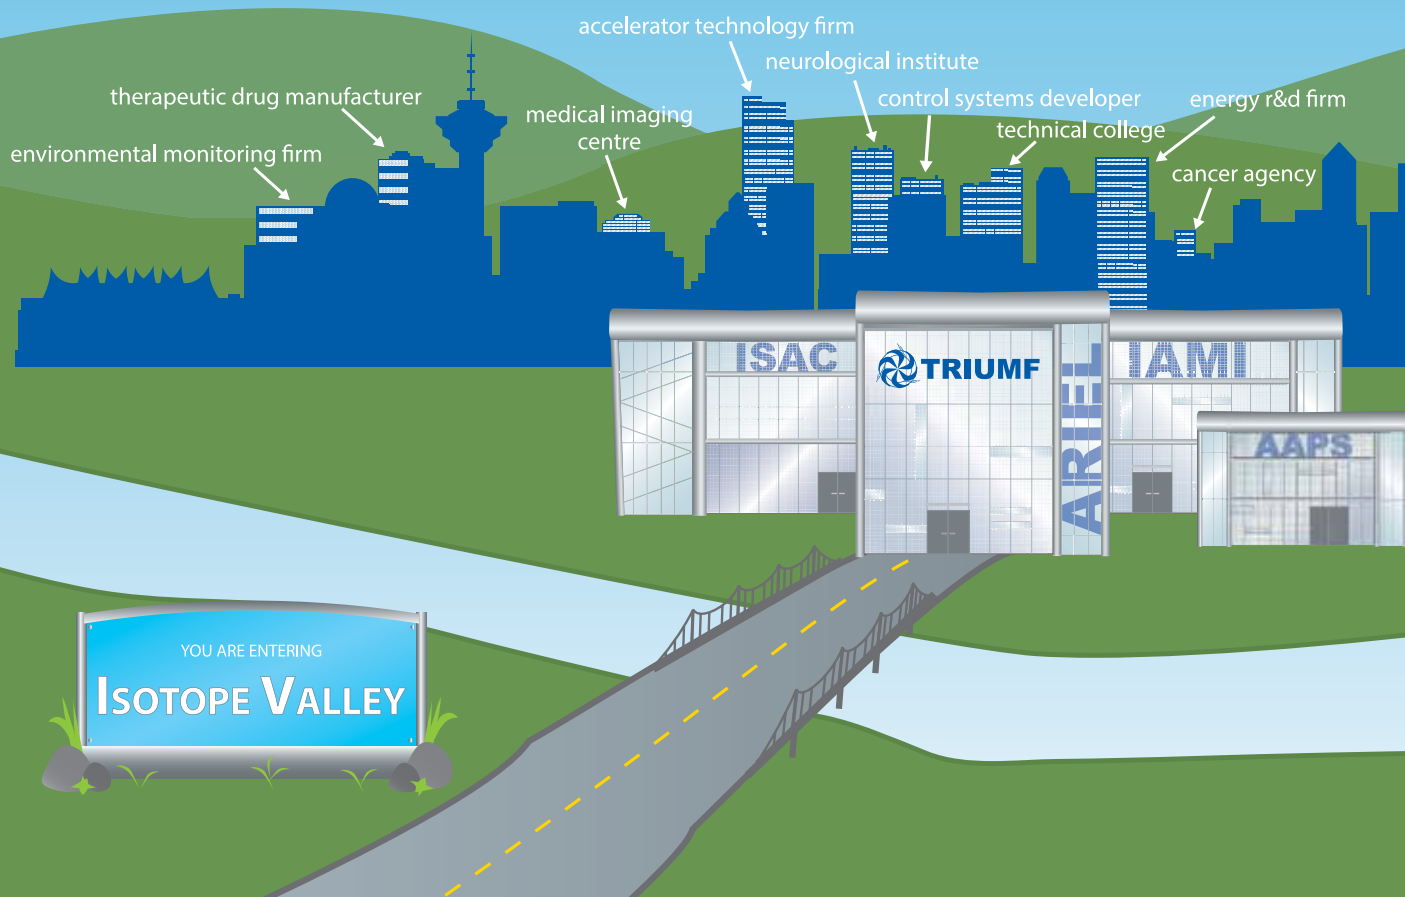 accelerator technology firm
neurological institute
therapeutic drug manufacturer
control systems developer
energy r&d firm
medical imaging
centre
technical college
environmental monitoring firm
cancer agency
ISAC
TRIUMF
ARIEL
IAMI
AAPS
YOU ARE ENTERING
ISOTOPE VALLEY